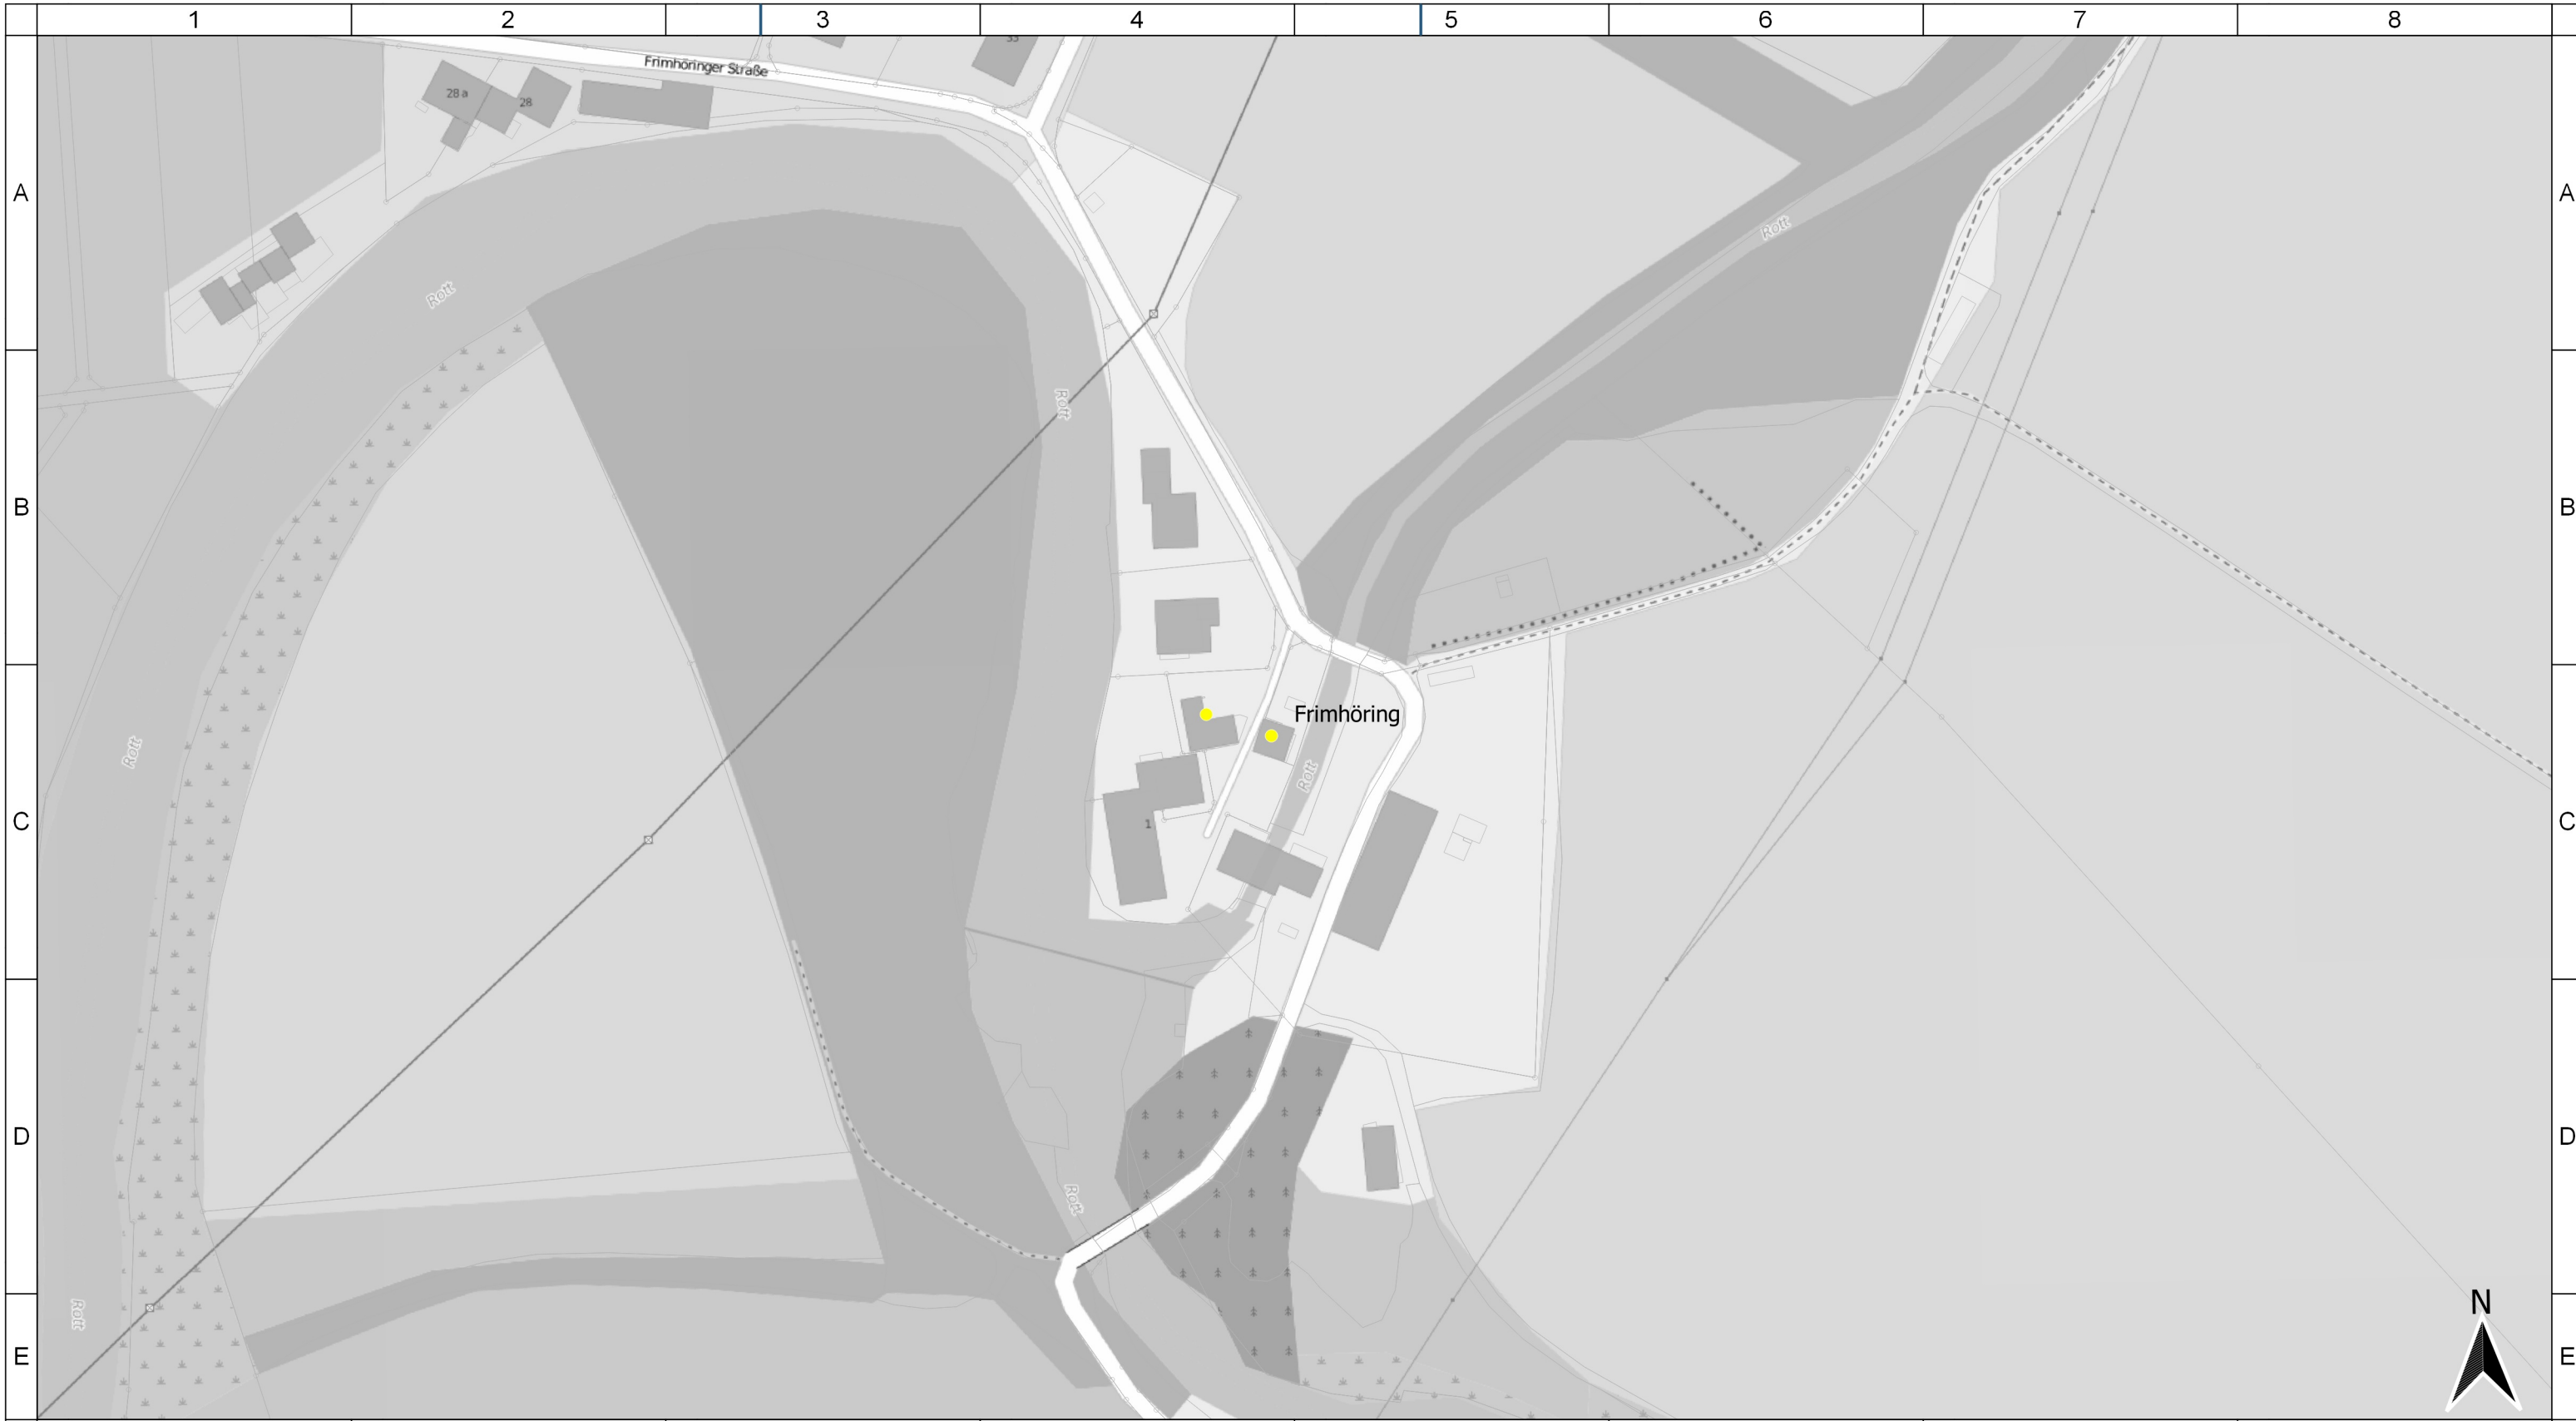 1 2 3 4 5 6 7 8
33
Frimhöringer Straße
28 a
28
A
A
Rott
Rott
Rott
B
B
Frimhöring
Rott
Rott
C
C
1
D
D
Rott
N
Rott
E
E